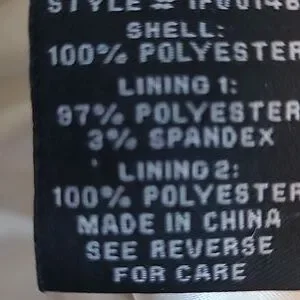 STYLE #
SHELL:
100% POLYESTER
LINING 1:
97% POLYESTER
3% SPANDEX
LINING 2:
100% POLYESTER
MADE IN CHINA
SEE REVERSE
FOR CARE